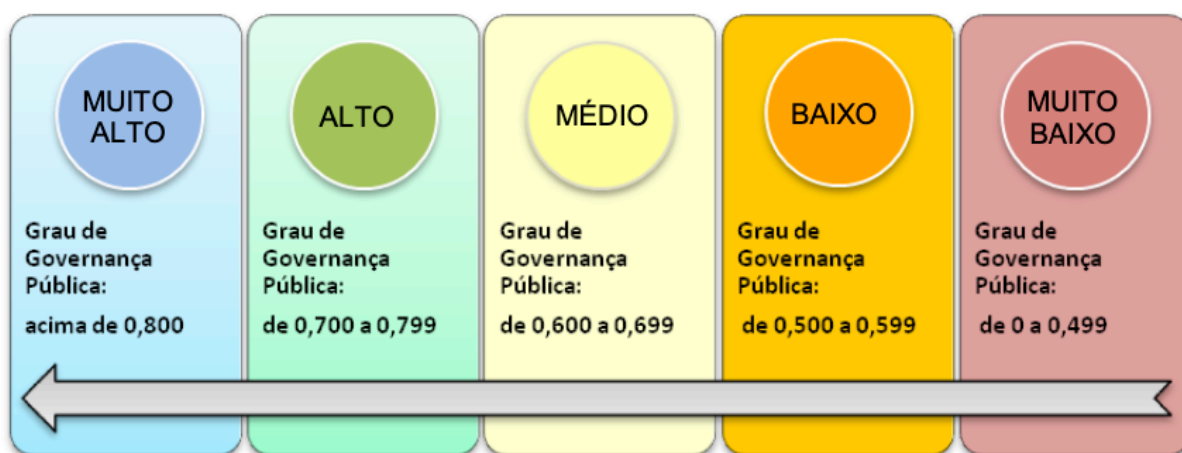 MUITO
ALTO
Grau de
Governança
Pública:
acima de 0,800
ALTO
Grau de
Governança
Pública:
de 0,700 a 0,799
MÉDIO
Grau de
Governança
Pública:
de 0,600 a 0,699
BAIXO
Grau de
Governança
Pública:
de 0,500 a 0,599
MUITO
BAIXO
Grau de
Governança
Pública:
de 0 a 0,499